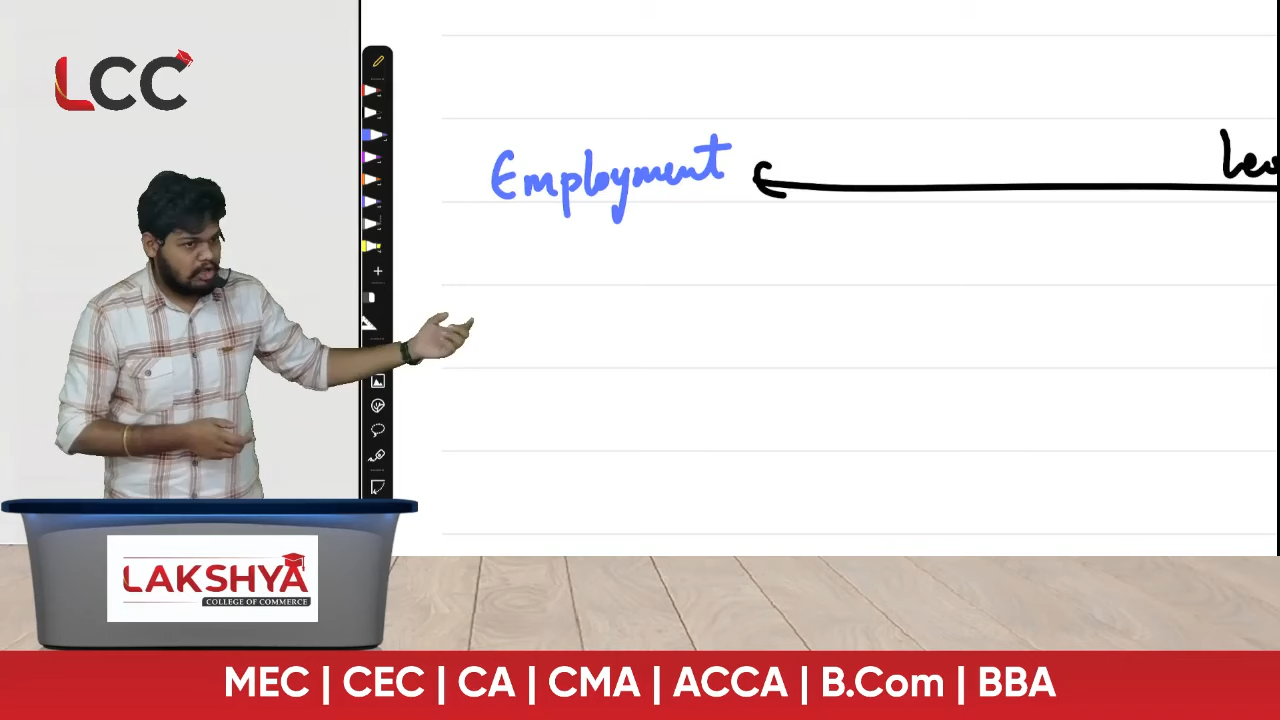 LCC
Employment
LAKSHYA
COLLEGE OF COMMERCE
MEC | CEC | CA | CMA | ACCA | B.Com | BBA